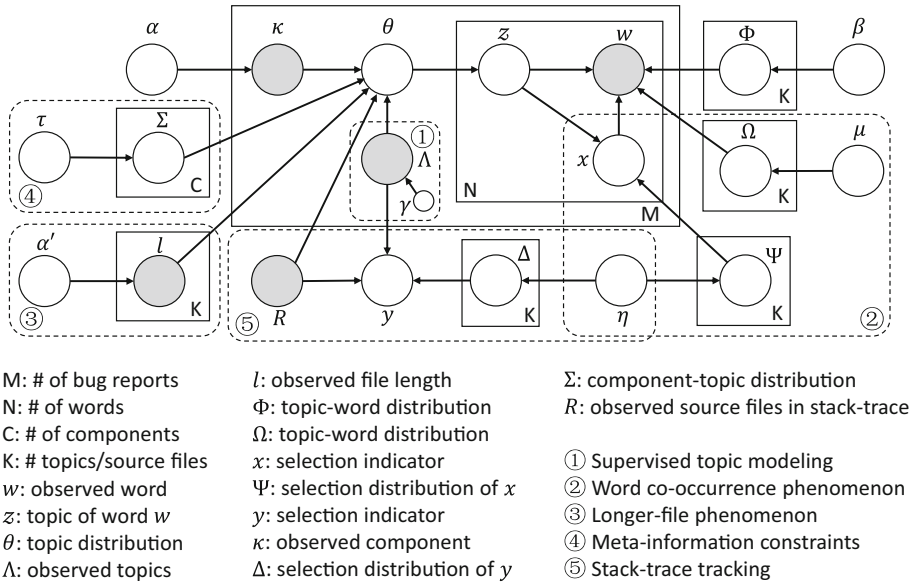 α κ θ z w Φ β
K
τ Σ ① Λ x Ω μ
④ C γ N M K
α′ l Δ Ψ
③ K ⑤ R y K η K ②
M: # of bug reports
N: # of words
C: # of components
K: # topics/source files
w: observed word
z: topic of word w
θ: topic distribution
Λ: observed topics
l: observed file length
Φ: topic-word distribution
Ω: topic-word distribution
x: selection indicator
Ψ: selection distribution of x
y: selection indicator
κ: observed component
Δ: selection distribution of y
Σ: component-topic distribution
R: observed source files in stack-trace
① Supervised topic modeling
② Word co-occurrence phenomenon
③ Longer-file phenomenon
④ Meta-information constraints
⑤ Stack-trace tracking